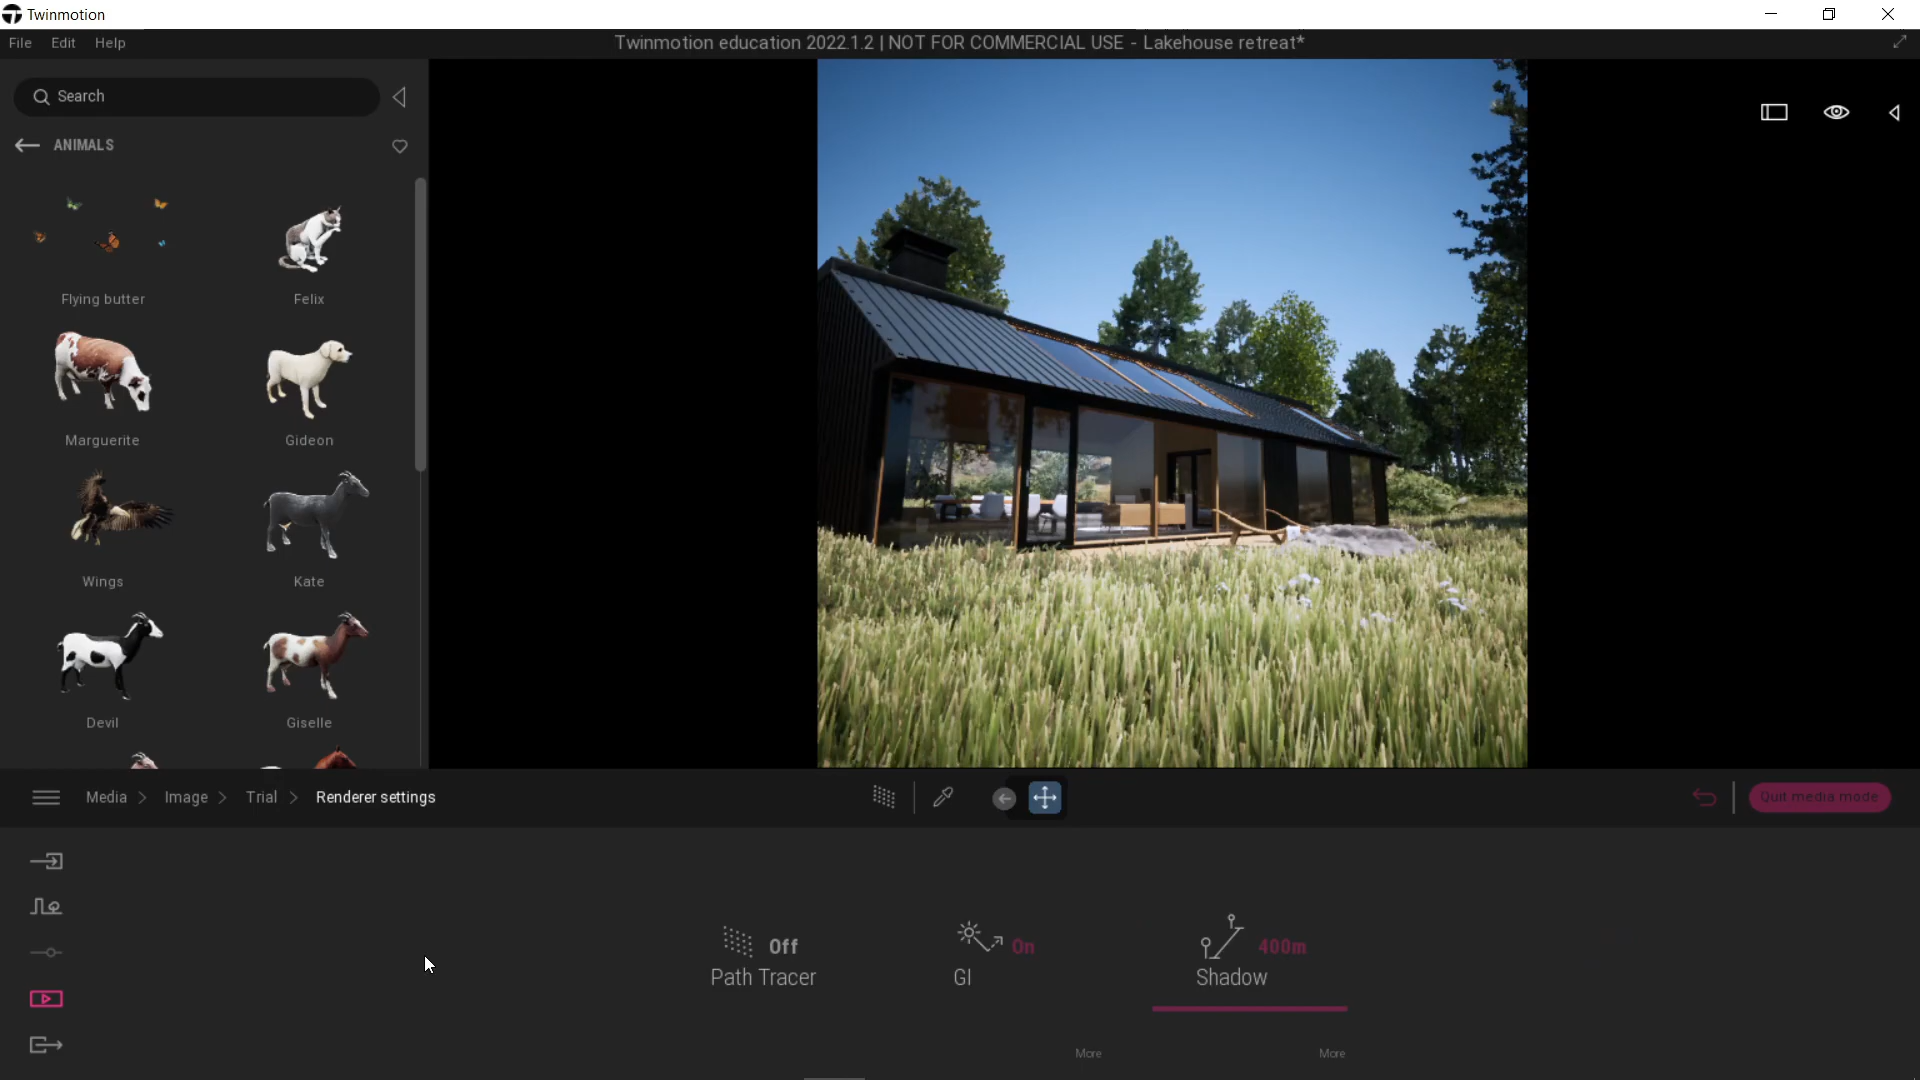 Twinmotion
File Edit Help
Twinmotion education 2022.1.2 | NOT FOR COMMERCIAL USE - Lakehouse retreat*
Search
ANIMALS
Flying butter
Felix
Marguerite
Gideon
Wings
Kate
Devil
Giselle
Media > Image > Trial > Renderer settings
Quit media mode
Off
Path Tracer
On
GI
400m
Shadow
More
More